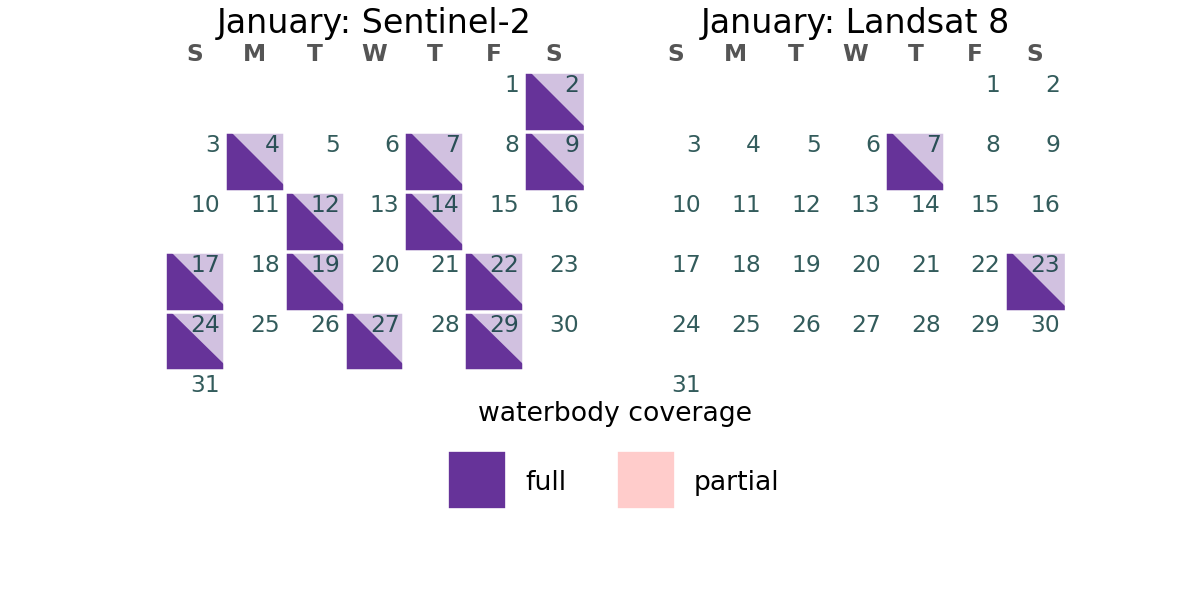 January: Sentinel-2
S M T W T F S
1 2
3 4 5 6 7 8 9
10 11 12 13 14 15 16
17 18 19 20 21 22 23
24 25 26 27 28 29 30
31
January: Landsat 8
S M T W T F S
1 2
3 4 5 6 7 8 9
10 11 12 13 14 15 16
17 18 19 20 21 22 23
24 25 26 27 28 29 30
31
waterbody coverage
full partial